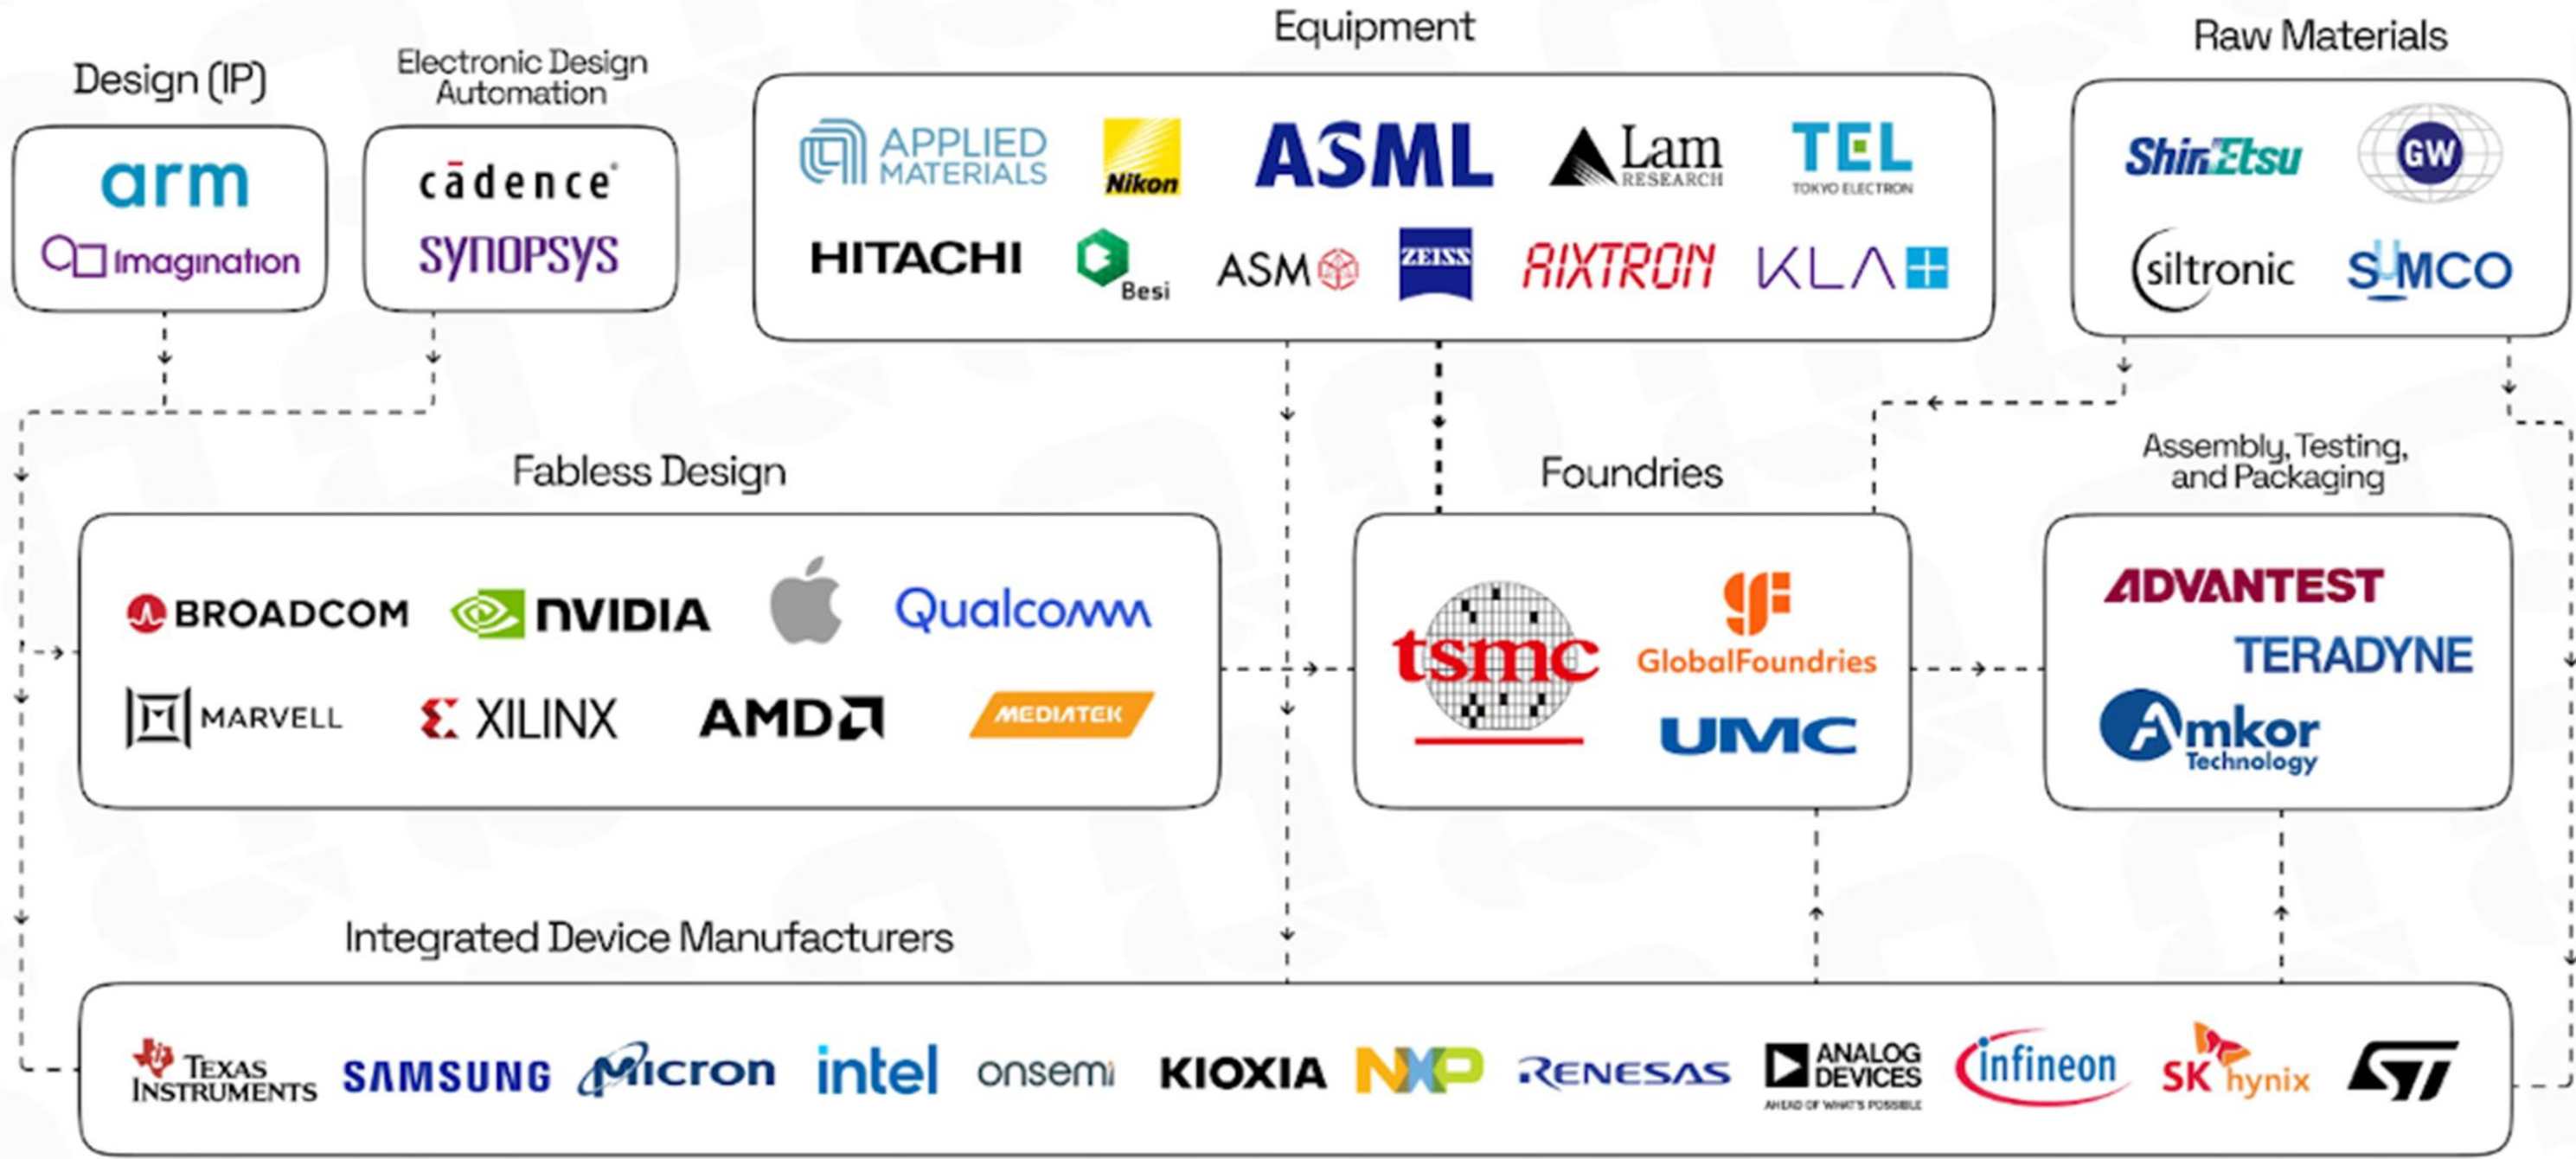 Design (IP)
arm
Imagination
Electronic Design
Automation
cādence®
SYNOPSYS
Equipment
APPLIED
MATERIALS
Nikon
ASML
Lam
RESEARCH
TEL
TOKYO ELECTRON
HITACHI
Besi
ASM
ZEISS
AIXTRON
KLA
Raw Materials
ShinEtsu
GW
siltronic
SUMCO
Fabless Design
BROADCOM
NVIDIA
Qualcomm
MARVELL
XILINX
AMD
MEDIATEK
Foundries
tsmc
GlobalFoundries
UMC
Assembly, Testing,
and Packaging
ADVANTEST
TERADYNE
Amkor
Technology
Integrated Device Manufacturers
TEXAS
INSTRUMENTS
SAMSUNG
Micron
intel
onsemi
KIOXIA
NXP
RENESAS
ANALOG
DEVICES
AHEAD OF WHAT'S POSSIBLE
infineon
SK hynix
ST